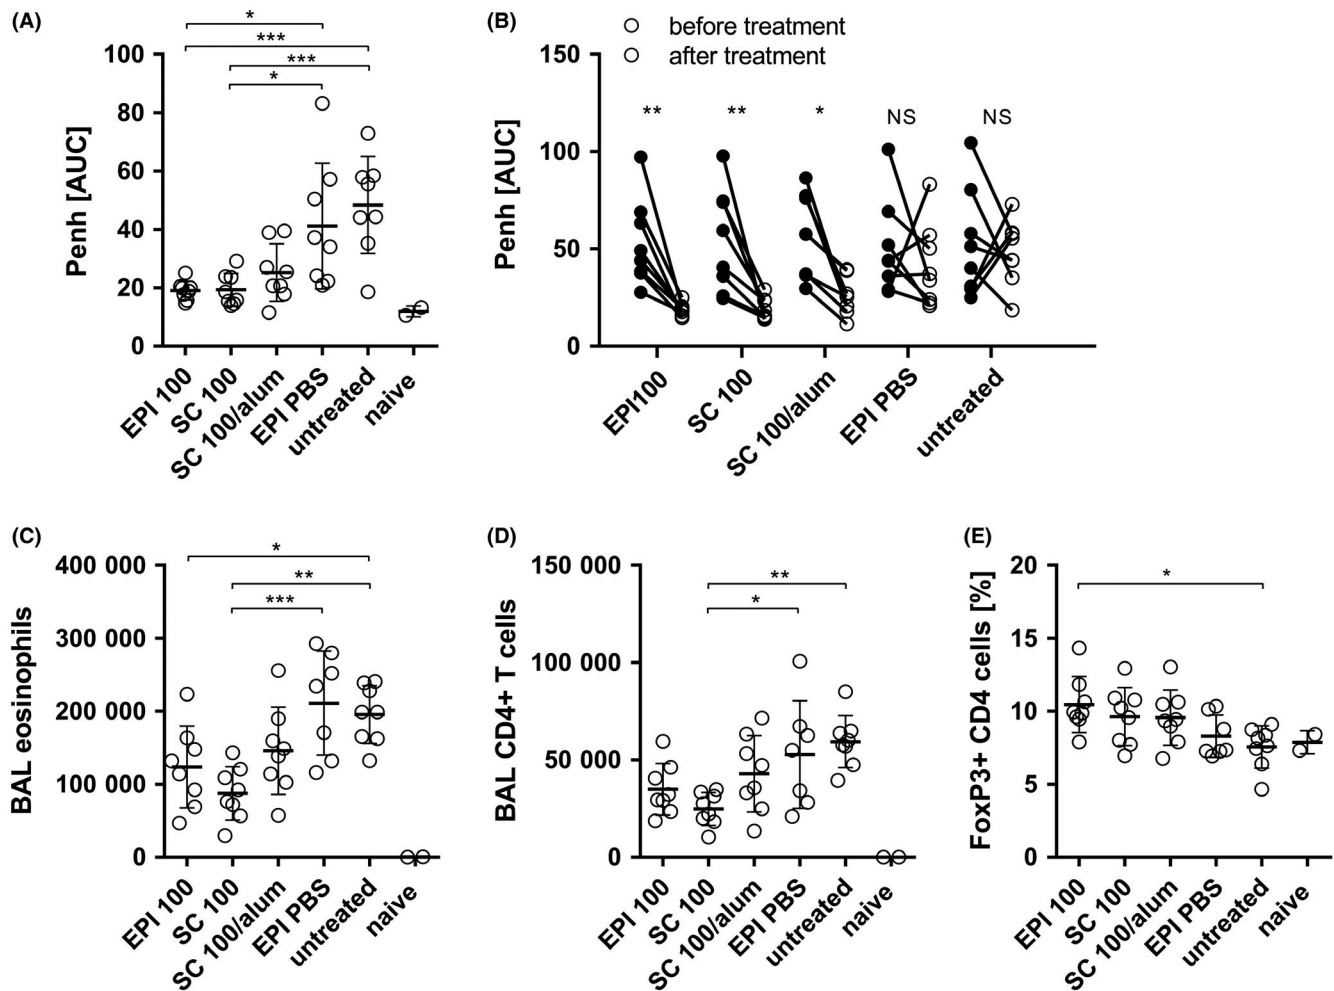 (A)
*
***
***
*
100
80
60
40
20
0
Penh [AUC]
EPI 100
SC 100
SC 100/alum
EPI PBS
untreated
naive
(B)
before treatment
after treatment
150
100
50
0
Penh [AUC]
**
**
*
NS
NS
EPI100
SC 100
SC 100/alum
EPI PBS
untreated
(C)
*
**
***
400 000
300 000
200 000
100 000
0
BAL eosinophils
EPI 100
SC 100
SC 100/alum
EPI PBS
untreated
naive
(D)
**
*
150 000
100 000
50 000
0
BAL CD4+ T cells
EPI 100
SC 100
SC 100/alum
EPI PBS
untreated
naive
(E)
*
20
15
10
5
0
FoxP3+ CD4 cells [%]
EPI 100
SC 100
SC 100/alum
EPI PBS
untreated
naive